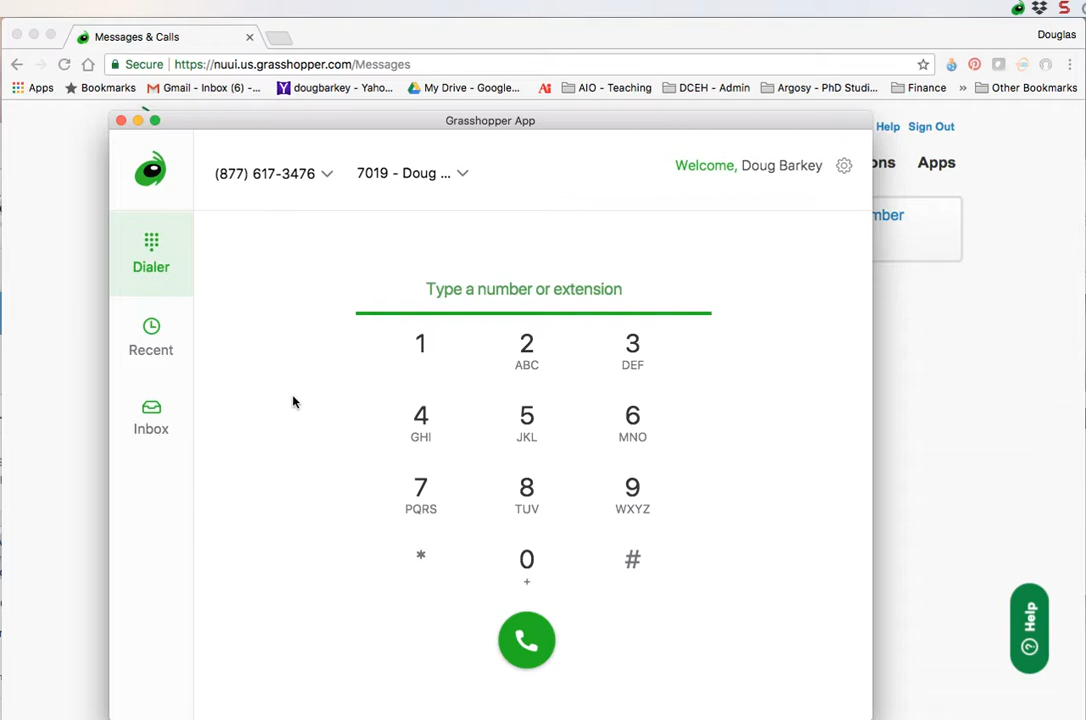 Messages & Calls
Douglas
Secure https://nuui.us.grasshopper.com/Messages
Apps Bookmarks Gmail - Inbox (6) -... dougbarkey - Yaho... My Drive - Google... AIO - Teaching DCEH - Admin Argosy - PhD Studi... Finance » Other Bookmarks
Grasshopper App
Help Sign Out
(877) 617-3476 7019 - Doug ... Welcome, Doug Barkey
ons Apps
mber
Dialer
Recent
Inbox
Type a number or extension
1 2 3
ABC DEF
4 5 6
GHI JKL MNO
7 8 9
PQRS TUV WXYZ
* 0 #
+
? Help